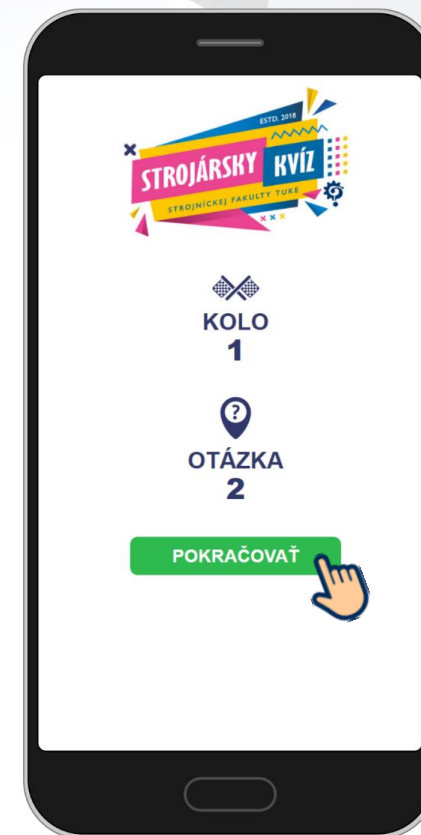 ESTD. 2018
STROJÁRSKY KVÍZ
STROJNÍCKEJ FAKULTY TUKE
KOLO
1
?
OTÁZKA
2
POKRAČOVAŤ